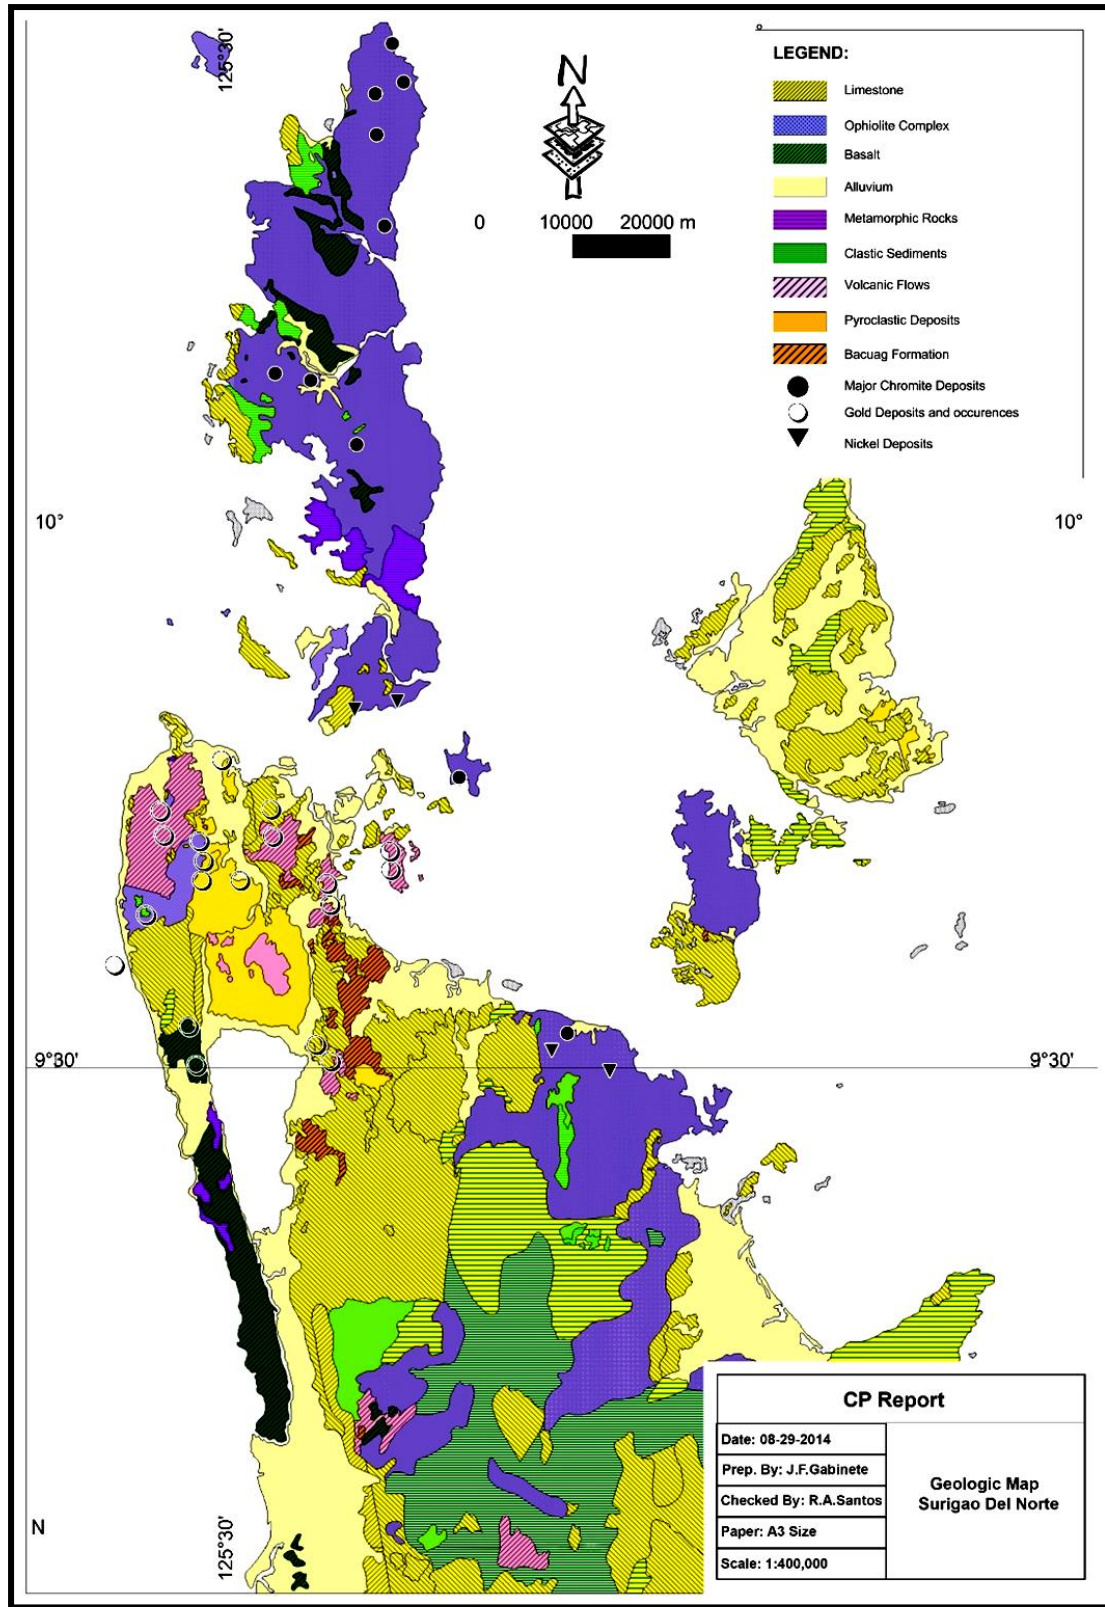 125°30'
°
LEGEND:
Limestone
Ophiolite Complex
Basalt
Alluvium
Metamorphic Rocks
Clastic Sediments
Volcanic Flows
Pyroclastic Deposits
Bacuag Formation
Major Chromite Deposits
Gold Deposits and occurences
Nickel Deposits
N
0 10000 20000 m
10° 10°
9°30' 9°30'
N
125°30'
CP Report
Date: 08-29-2014
Prep. By: J.F.Gabinete
Checked By: R.A.Santos
Paper: A3 Size
Scale: 1:400,000
Geologic Map
Surigao Del Norte